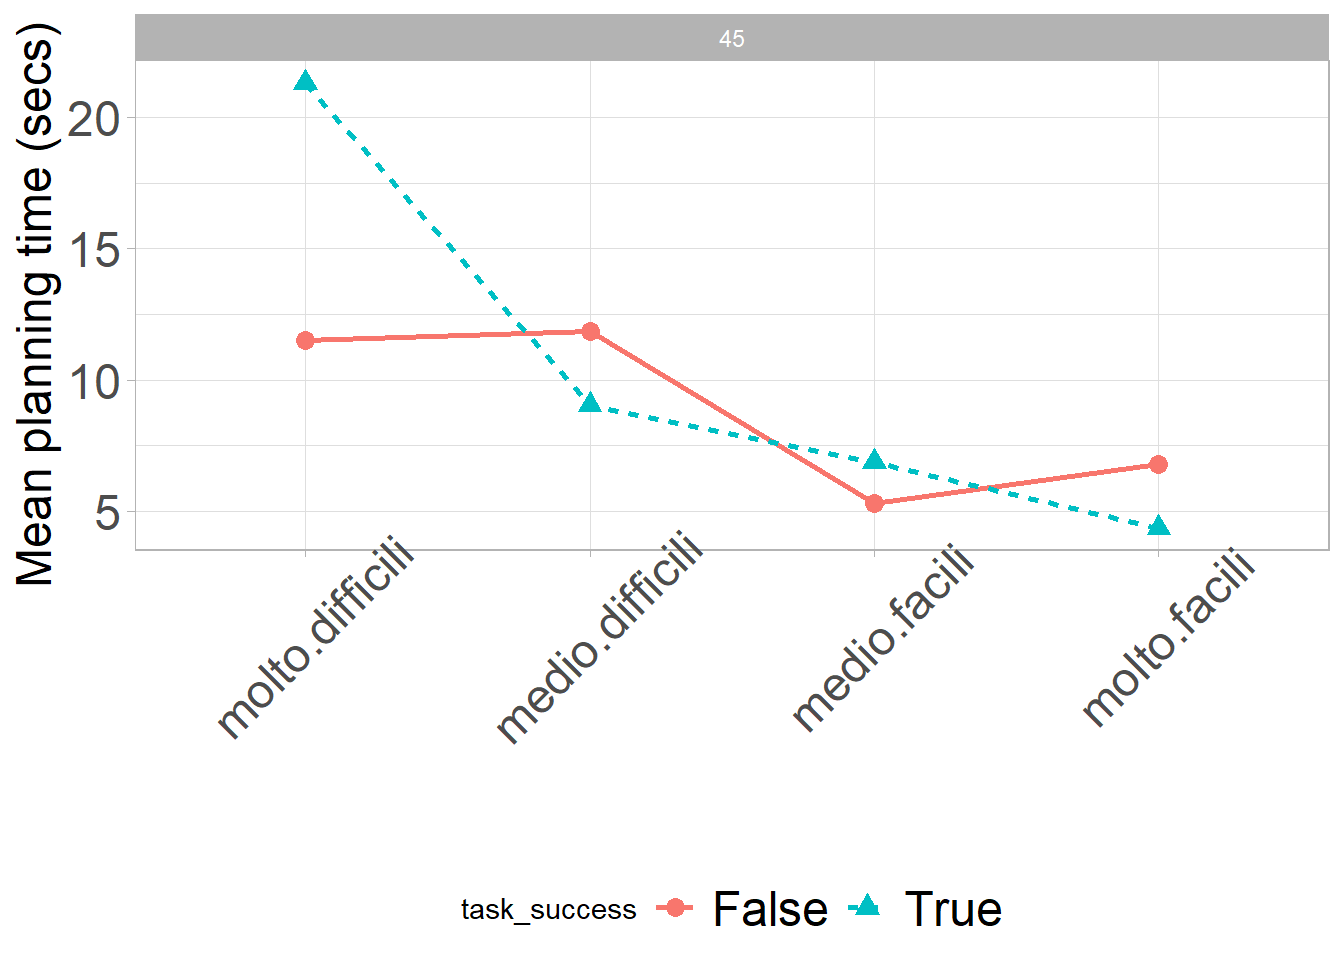 45
Mean planning time (secs)
20
15
10
5
molto.difficili
medio.difficili
medio.facili
molto.facili
task_success False True